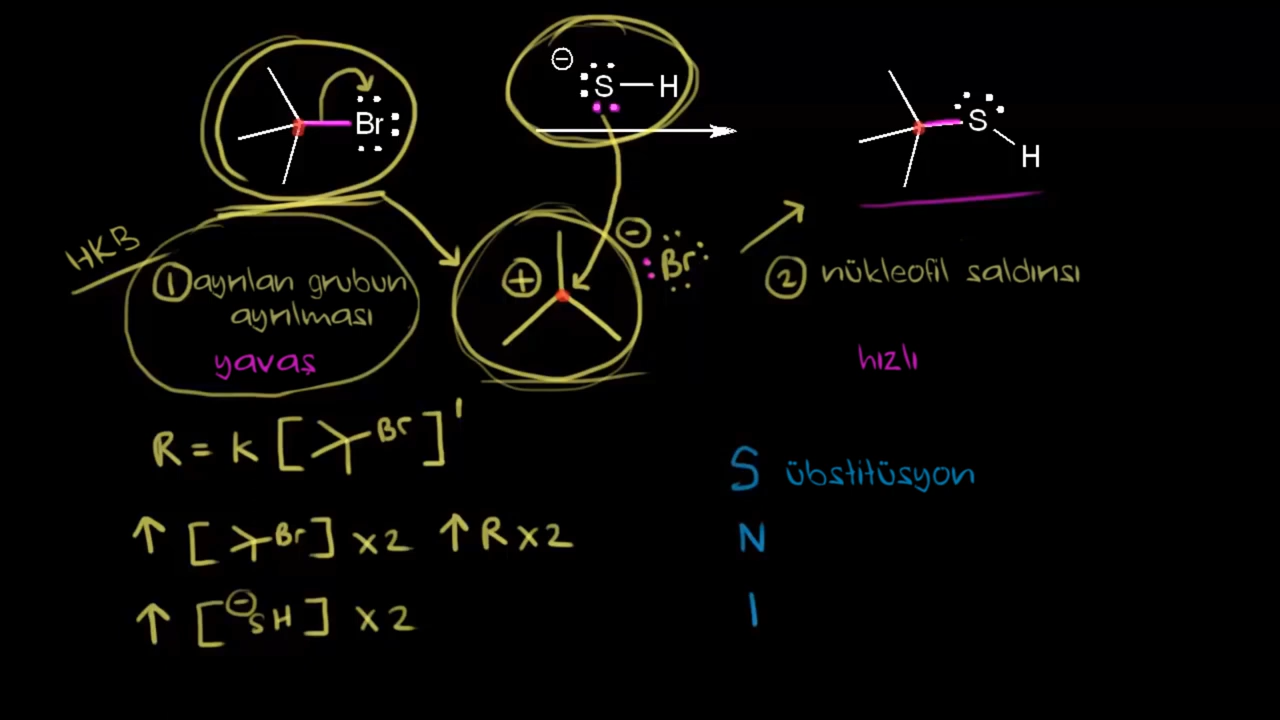 Br
⊖
S—H
S
H
HKB
① ayrılan grubun
ayrılması
yavaş
⊕
⊖
Br
② nükleofil saldırısı
hızlı
R = k [ Br ]¹
↑ [ Br ] x2 ↑ R x2
↑ [ ⊖SH ] x2
S übstitüsyon
N
1